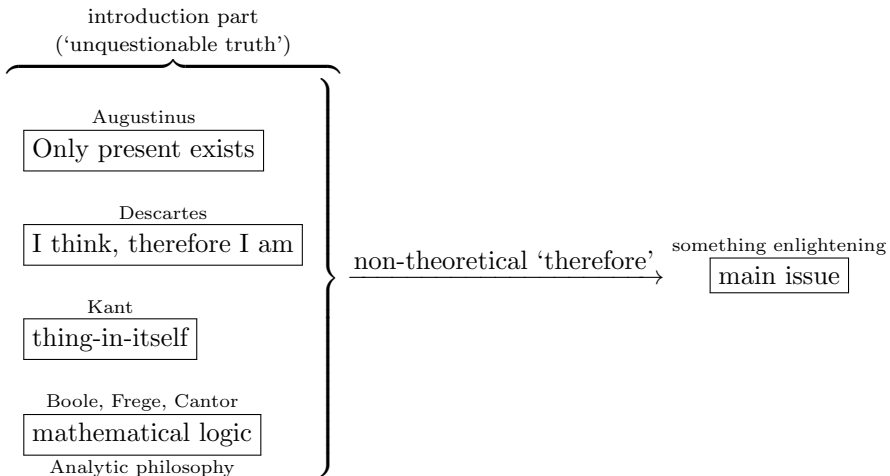 introduction part
(‘unquestionable truth’)
Augustinus
Only present exists
Descartes
I think, therefore I am
non-theoretical ‘therefore’
something enlightening
main issue
Kant
thing-in-itself
Boole, Frege, Cantor
mathematical logic
Analytic philosophy